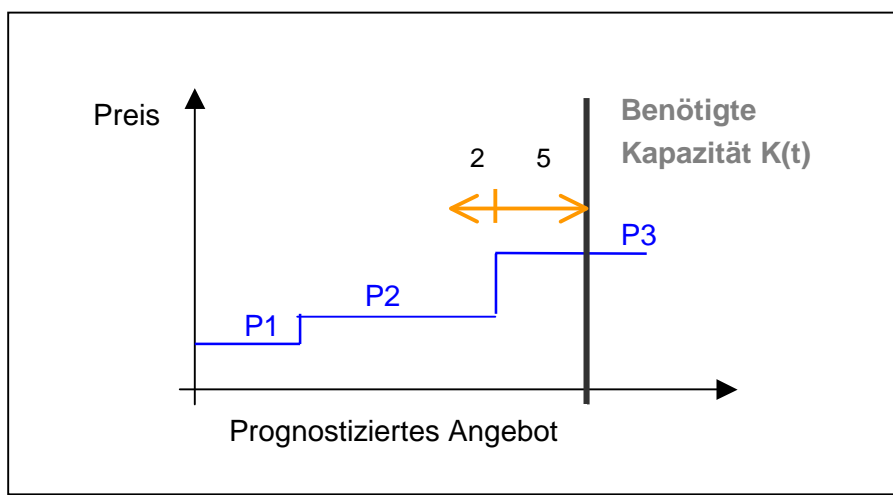 Preis
Benötigte
Kapazität K(t)
2 5
P3
P2
P1
Prognostiziertes Angebot